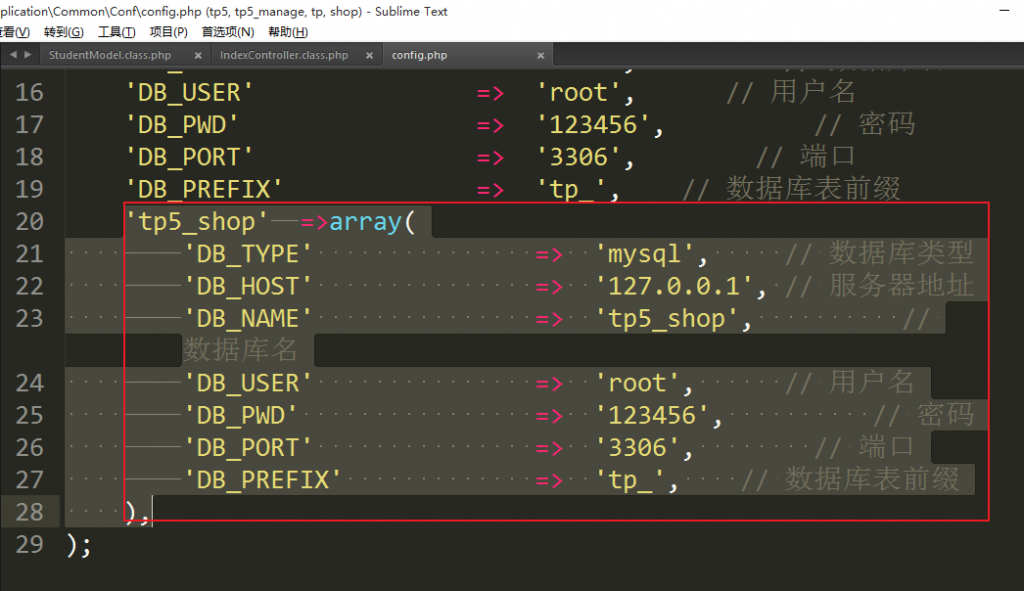 plication\Common\Conf\config.php (tp5, tp5_manage, tp, shop) - Sublime Text
查看(V) 转到(G) 工具(T) 项目(P) 首选项(N) 帮助(H)
StudentModel.class.php × IndexController.class.php × config.php ×
16 'DB_USER' => 'root', // 用户名
17 'DB_PWD' => '123456', // 密码
18 'DB_PORT' => '3306', // 端口
19 'DB_PREFIX' => 'tp_', // 数据库表前缀
20 'tp5_shop' =>array(
21 'DB_TYPE' => 'mysql', // 数据库类型
22 'DB_HOST' => '127.0.0.1', // 服务器地址
23 'DB_NAME' => 'tp5_shop', //
数据库名
24 'DB_USER' => 'root', // 用户名
25 'DB_PWD' => '123456', // 密码
26 'DB_PORT' => '3306', // 端口
27 'DB_PREFIX' => 'tp_', // 数据库表前缀
28 ),
29 );